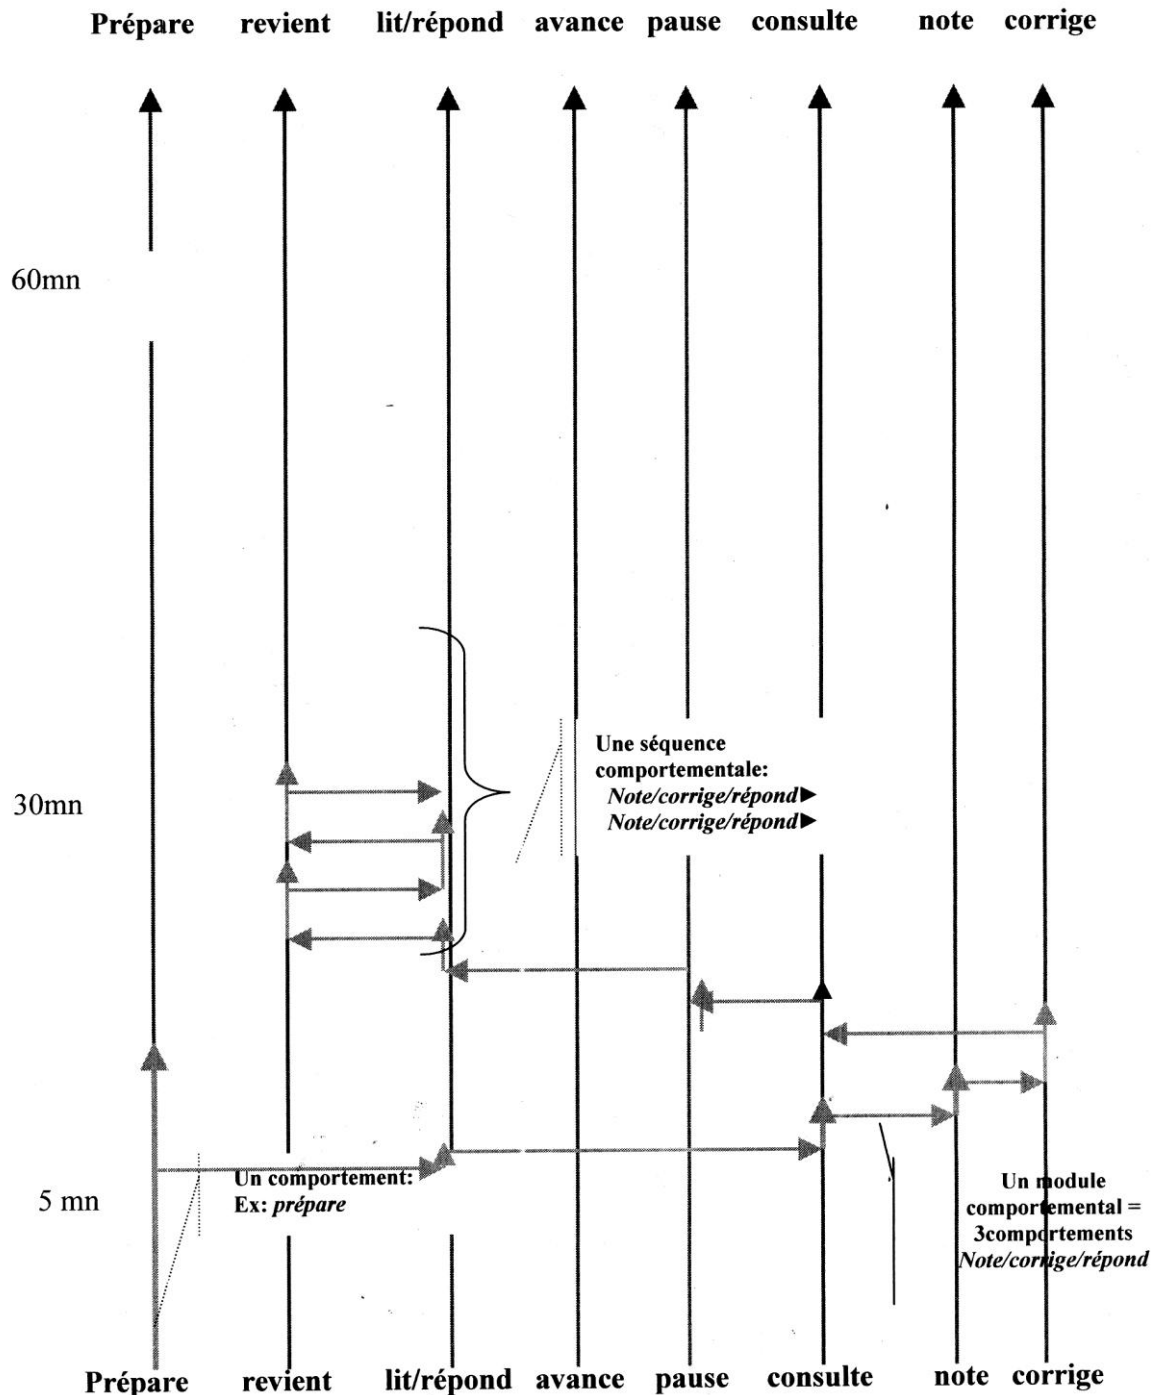 Prépare revient lit/répond avance pause consulte note corrige
60mn
Une séquence
comportementale:
Note/corrige/répond►
30mn
Note/corrige/répond►
Un comportement:
Ex: prépare
5 mn
Un module
comportemental =
3comportements
Note/corrige/répond
Prépare revient lit/répond avance pause consulte note corrige